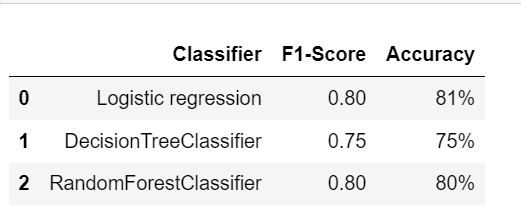 Classifier F1-Score Accuracy
0 Logistic regression 0.80 81%
1 DecisionTreeClassifier 0.75 75%
2 RandomForestClassifier 0.80 80%